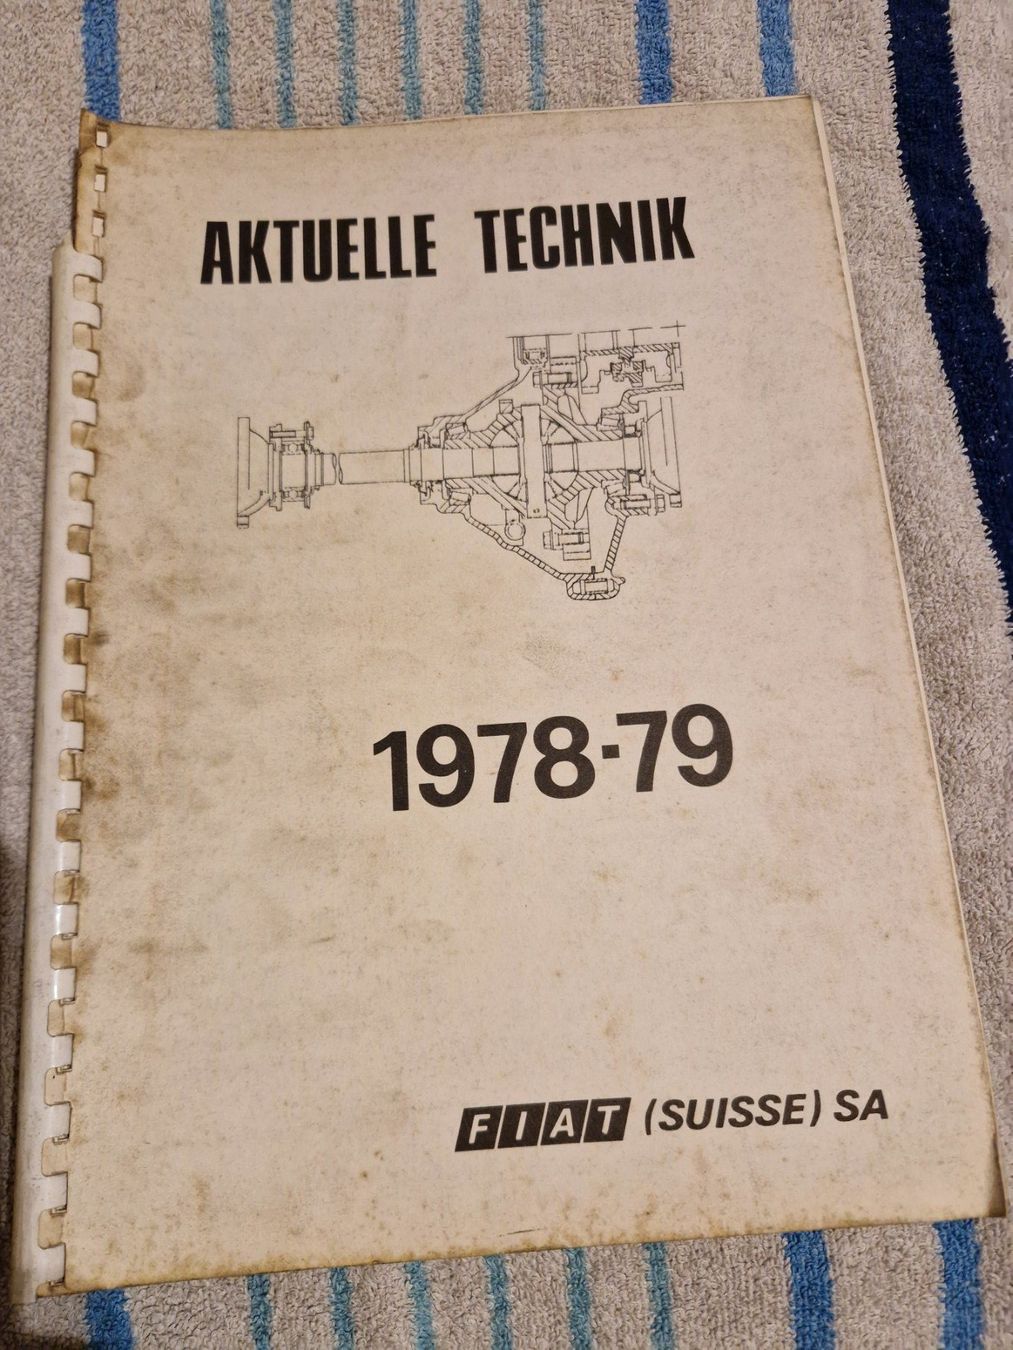 AKTUELLE TECHNIK
1978-79
FIAT (SUISSE) SA